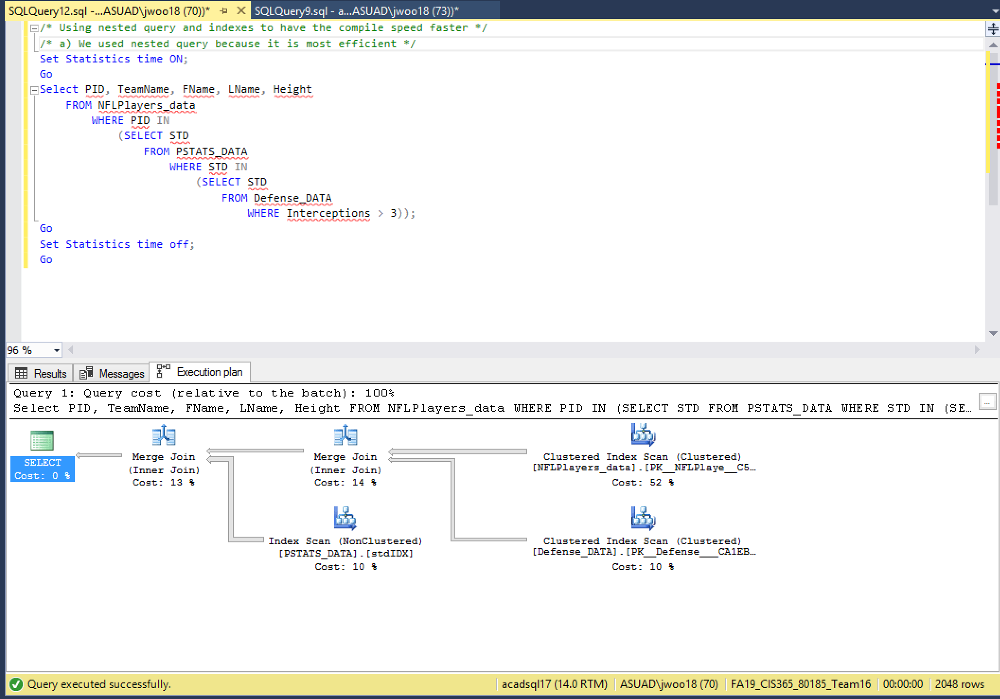 SQLQuery12.sql -...ASUAD\jwoo18 (70))*
SQLQuery9.sql - a...ASUAD\jwoo18 (73))*
/* Using nested query and indexes to have the compile speed faster */
/* a) We used nested query because it is most efficient */
Set Statistics time ON;
Go
Select PID, TeamName, FName, LName, Height
FROM NFLPlayers_data
WHERE PID IN
(SELECT STD
FROM PSTATS_DATA
WHERE STD IN
(SELECT STD
FROM Defense_DATA
WHERE Interceptions > 3));
Go
Set Statistics time off;
Go
96 %
Results
Messages
Execution plan
Query 1: Query cost (relative to the batch): 100%
Select PID, TeamName, FName, LName, Height FROM NFLPlayers_data WHERE PID IN (SELECT STD FROM PSTATS_DATA WHERE STD IN (SE…
...
SELECT
Cost: 0 %
Merge Join
(Inner Join)
Cost: 13 %
Merge Join
(Inner Join)
Cost: 14 %
Clustered Index Scan (Clustered)
[NFLPlayers_data].[PK__NFLPlaye__C5…
Cost: 52 %
Index Scan (NonClustered)
[PSTATS_DATA].[stdIDX]
Cost: 10 %
Clustered Index Scan (Clustered)
[Defense_DATA].[PK__Defense___CA1EB…
Cost: 10 %
Query executed successfully.
acadsql17 (14.0 RTM)
ASUAD\jwoo18 (70)
FA19_CIS365_80185_Team16
00:00:00
2048 rows